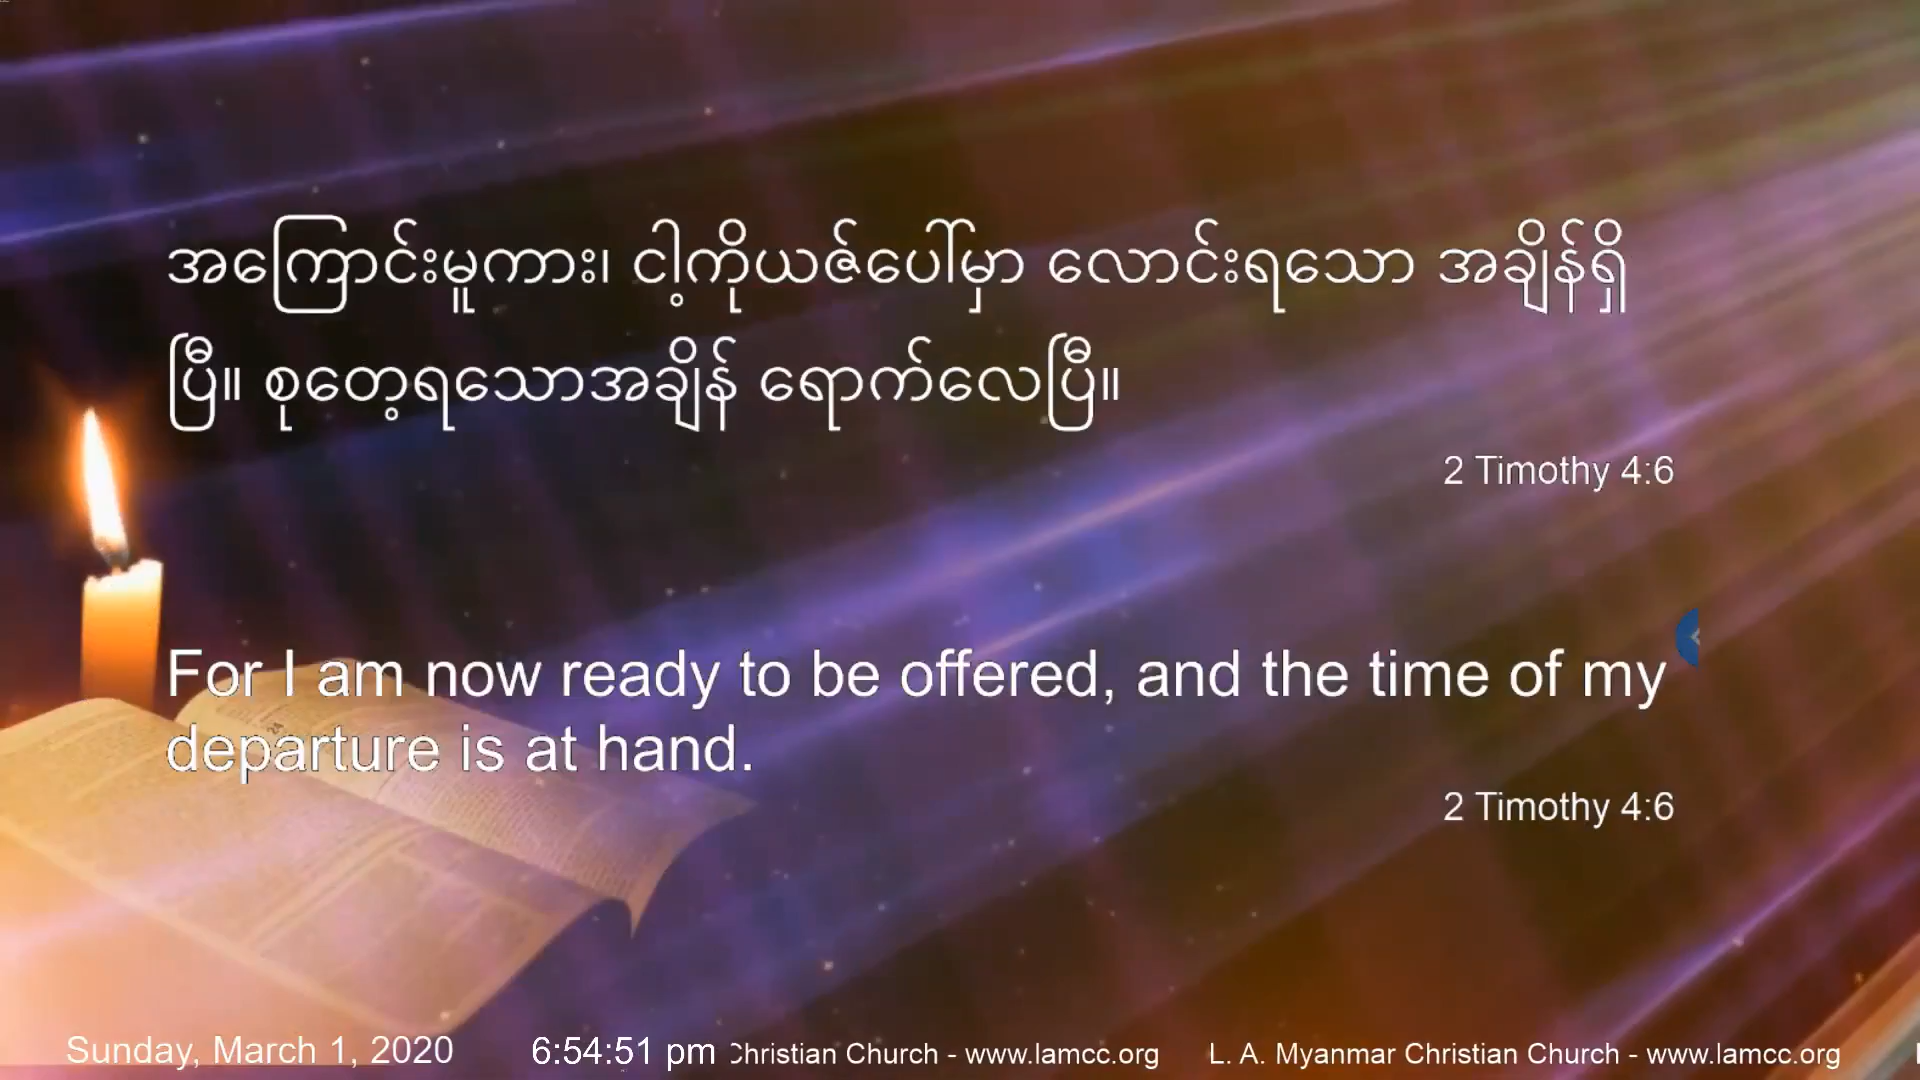 အကြောင်းမူကား၊ ငါ့ကိုယဇ်ပေါ်မှာ လောင်းရသော အချိန်ရှိ
ပြီ။ စုတေ့ရသောအချိန် ရောက်လေပြီ။
2 Timothy 4:6
For I am now ready to be offered, and the time of my
departure is at hand.
2 Timothy 4:6
Sunday, March 1, 2020 6:54:51 pm Christian Church - www.lamcc.org L. A. Myanmar Christian Church - www.lamcc.org